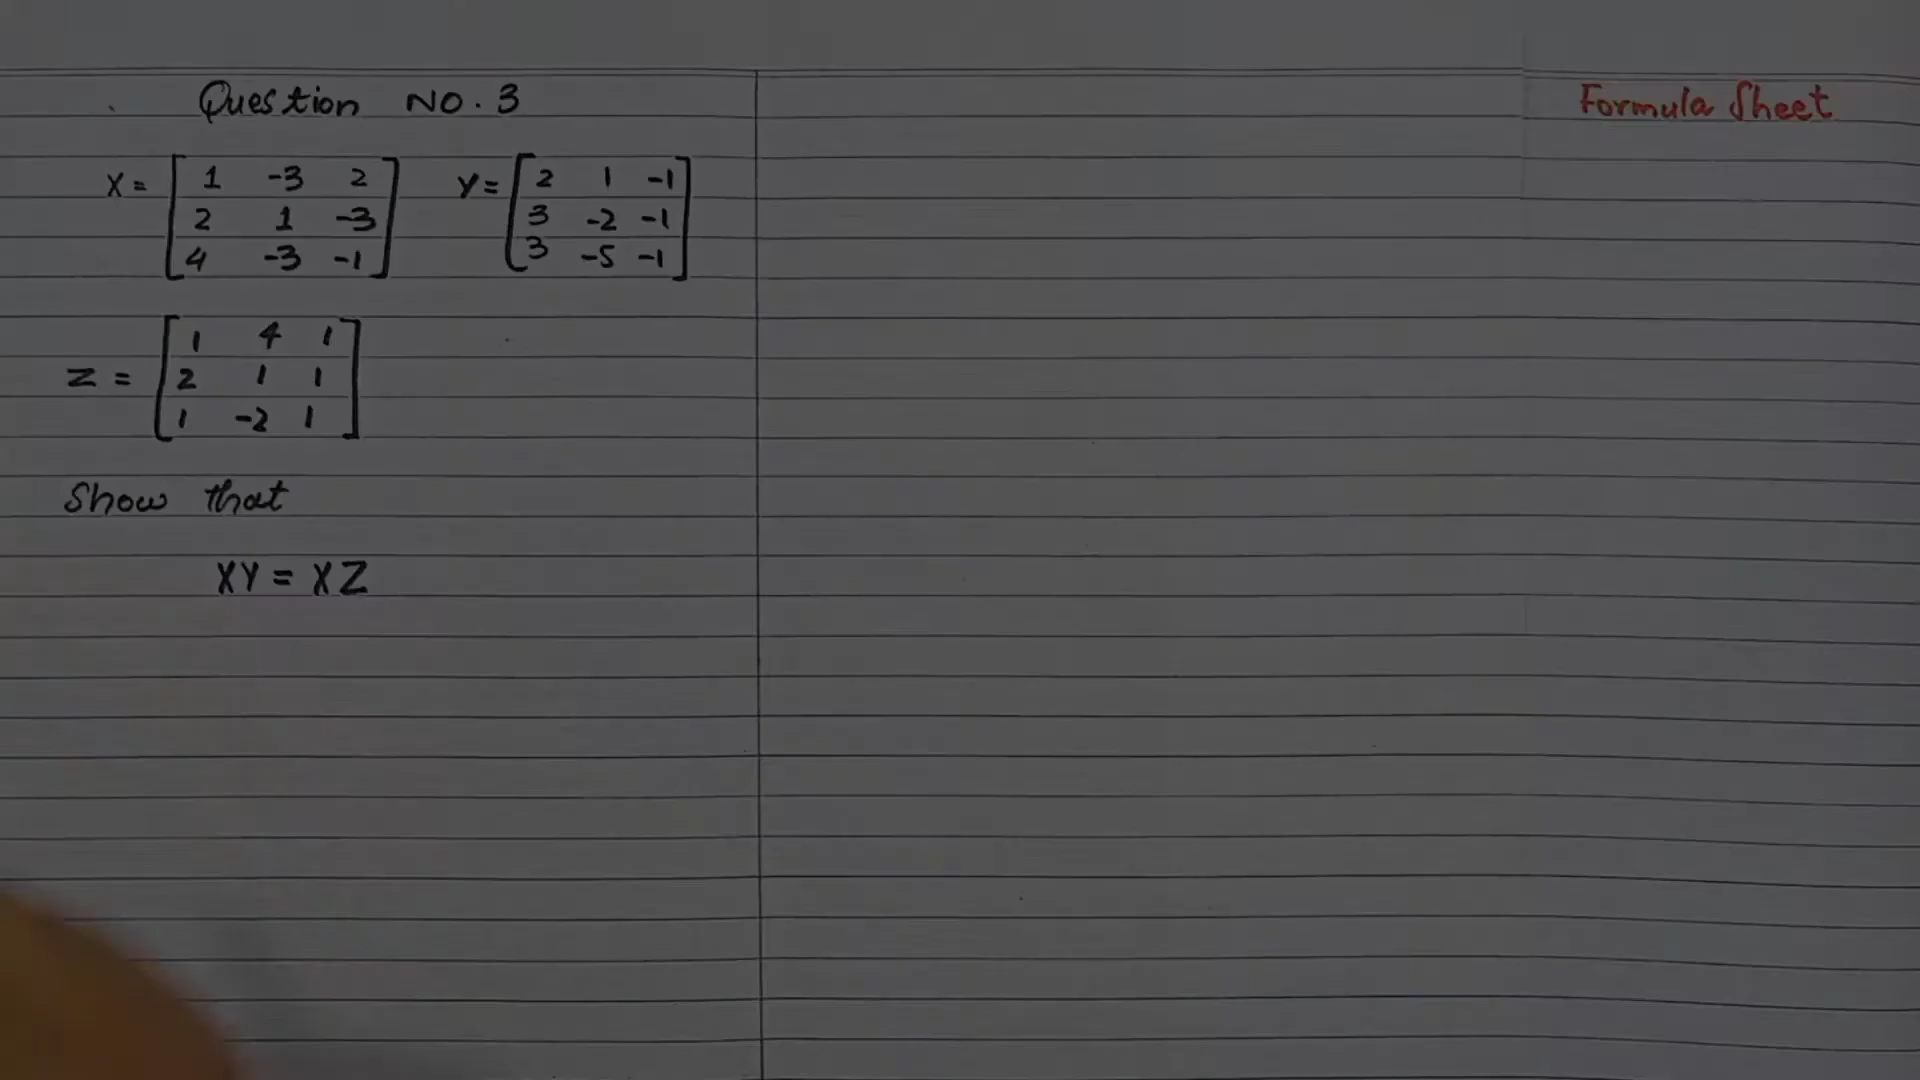 Question NO. 3
Formula Sheet
X = [ 1 -3 2
2 1 -3
4 -3 -1 ]
Y = [ 2 1 -1
3 -2 -1
3 -5 -1 ]
Z = [ 1 4 1
2 1 1
1 -2 1 ]
Show that
XY = XZ